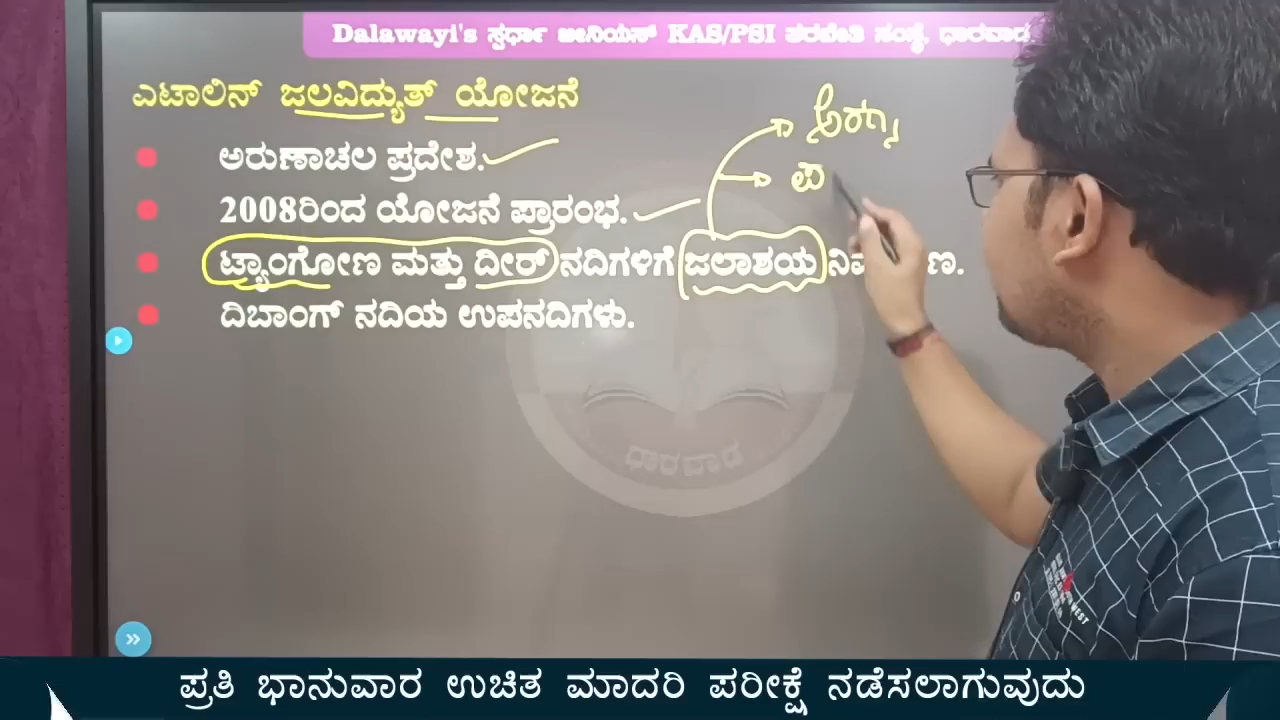 Dalawayi's ಸ್ಪರ್ಧಾ ಜೀನಿಯಸ್ KAS/PSI ತರಬೇತಿ ಸಂಸ್ಥೆ, ಧಾರವಾಡ
ಎಟಾಲಿನ್ ಜಲವಿದ್ಯುತ್ ಯೋಜನೆ
ಅರುಣಾಚಲ ಪ್ರದೇಶ.
2008ರಿಂದ ಯೋಜನೆ ಪ್ರಾರಂಭ.
ಟ್ಯಾಂಗೋಣ ಮತ್ತು ದೀರ್ ನದಿಗಳಿಗೆ ಜಲಾಶಯ
ದಿಬಾಂಗ್ ನದಿಯ ಉಪನದಿಗಳು.
ಧಾರವಾಡ
ಪ್ರತಿ ಭಾನುವಾರ ಉಚಿತ ಮಾದರಿ ಪರೀಕ್ಷೆ ನಡೆಸಲಾಗುವುದು